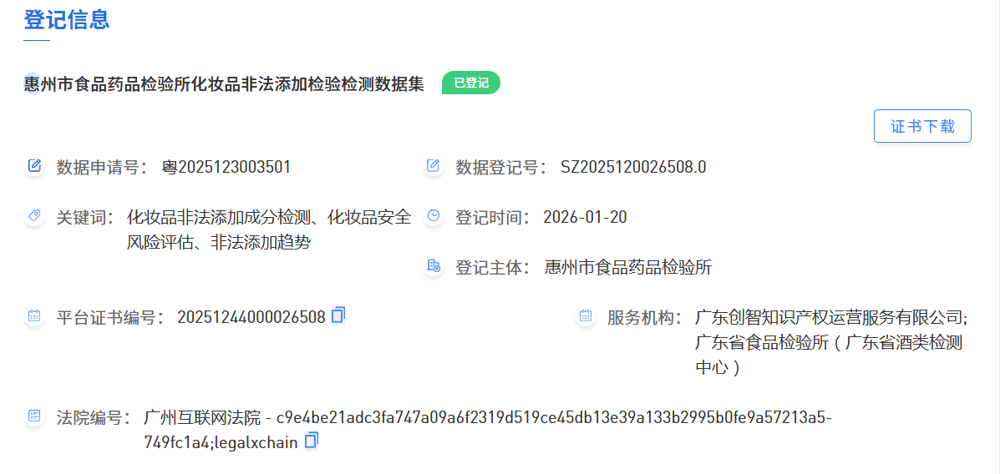 登记信息
惠州市食品药品检验所化妆品非法添加检验检测数据集 已登记
证书下载
数据申请号： 粤2025123003501 数据登记号： SZ2025120026508.0
关键词： 化妆品非法添加成分检测、化妆品安全 登记时间： 2026-01-20
风险评估、非法添加趋势
登记主体： 惠州市食品药品检验所
平台证书编号： 20251244000026508 服务机构： 广东创智知识产权运营服务有限公司;
广东省食品检验所（广东省酒类检测
中心）
法院编号： 广州互联网法院 - c9e4be21adc3fa747a09a6f2319d519ce45db13e39a133b2995b0fe9a57213a5-
749fc1a4;legalxchain